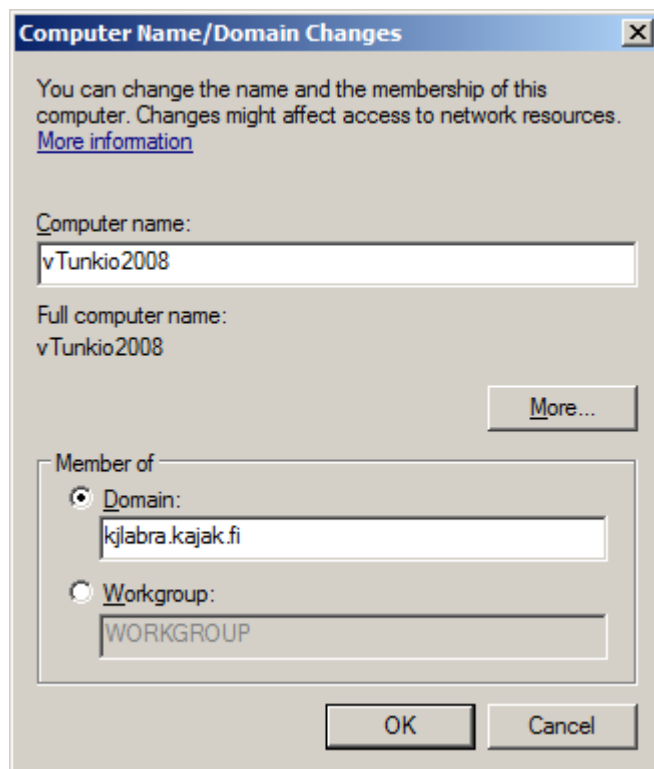 Computer Name/Domain Changes
You can change the name and the membership of this
computer. Changes might affect access to network resources.
More information
Computer name:
vTunkio2008
Full computer name:
vTunkio2008
More...
Member of
Domain:
kjlabra.kajak.fi
Workgroup:
WORKGROUP
OK
Cancel